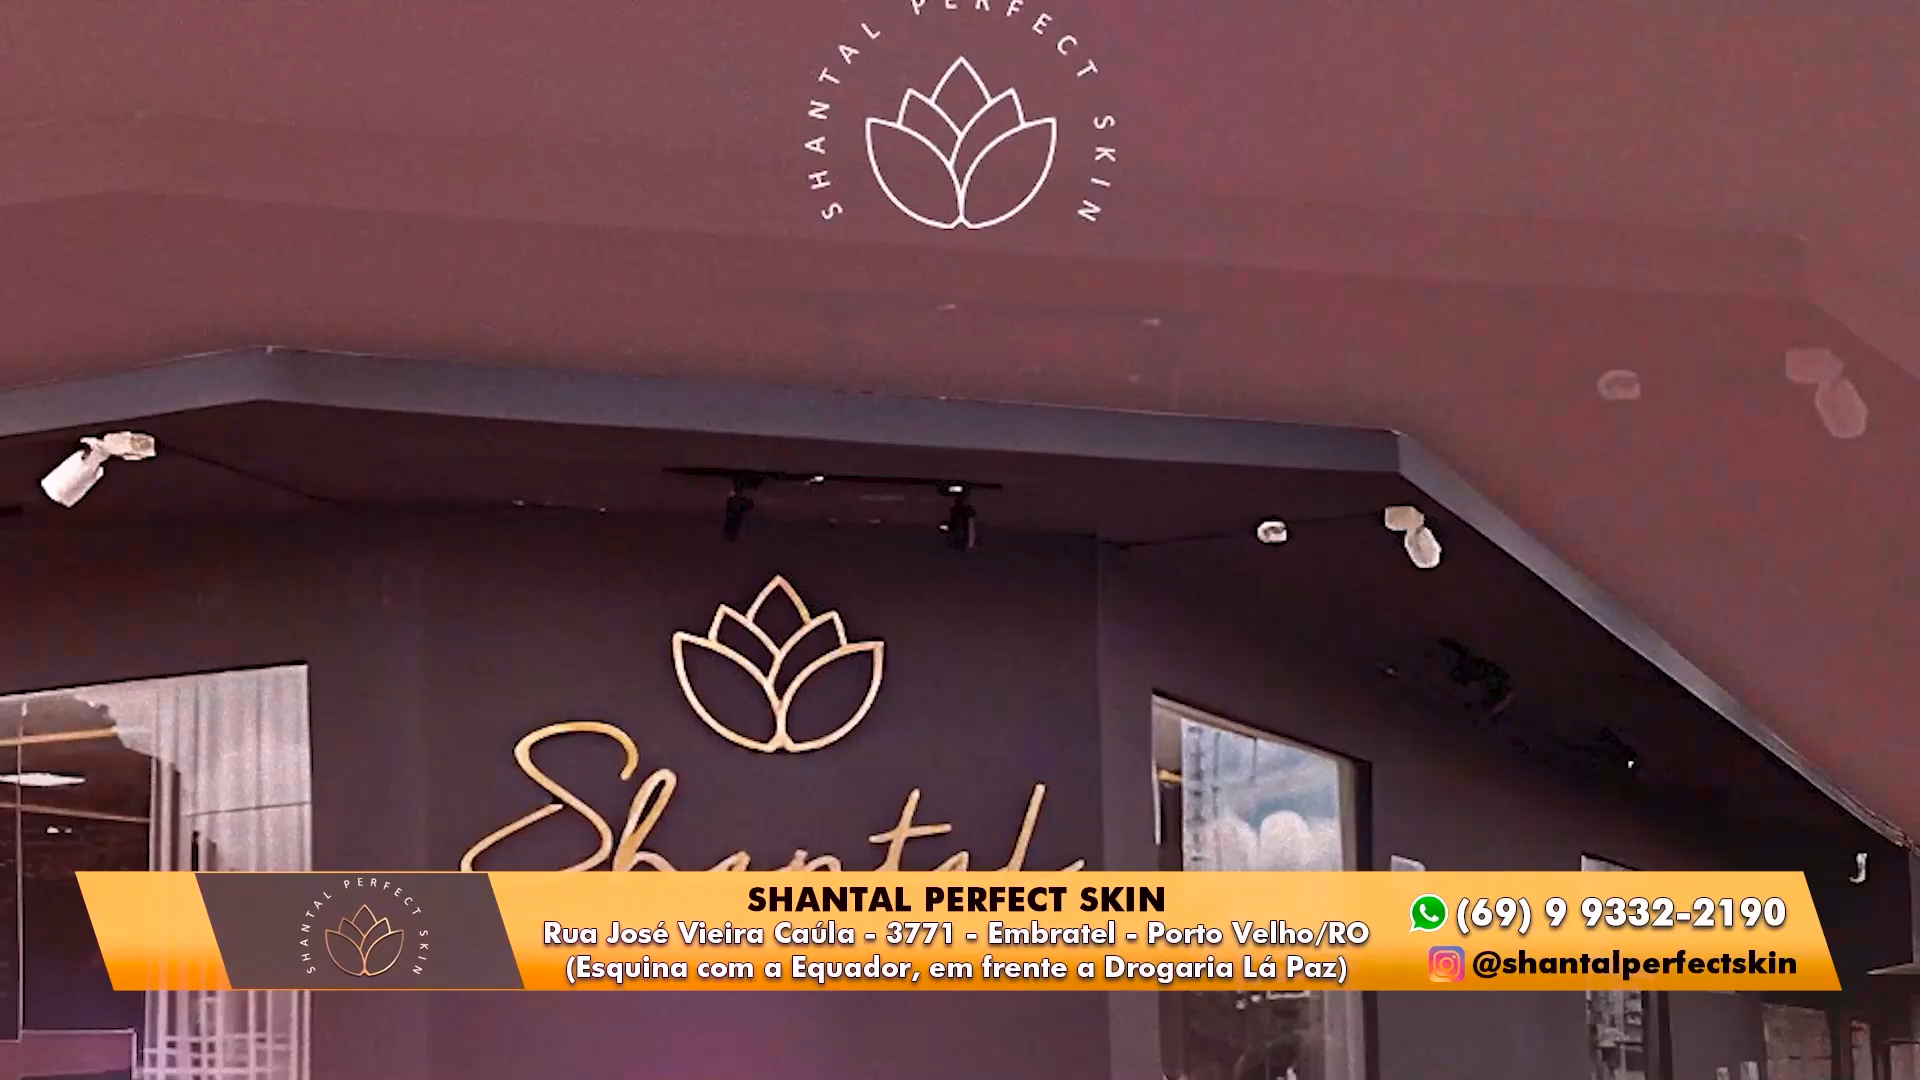 SHANTAL PERFECT SKIN
Shantal
SHANTAL PERFECT SKIN
SHANTAL PERFECT SKIN
Rua José Vieira Caúla - 3771 - Embratel - Porto Velho/RO
(Esquina com a Equador, em frente a Drogaria Lá Paz)
(69) 9 9332-2190
@shantalperfectskin